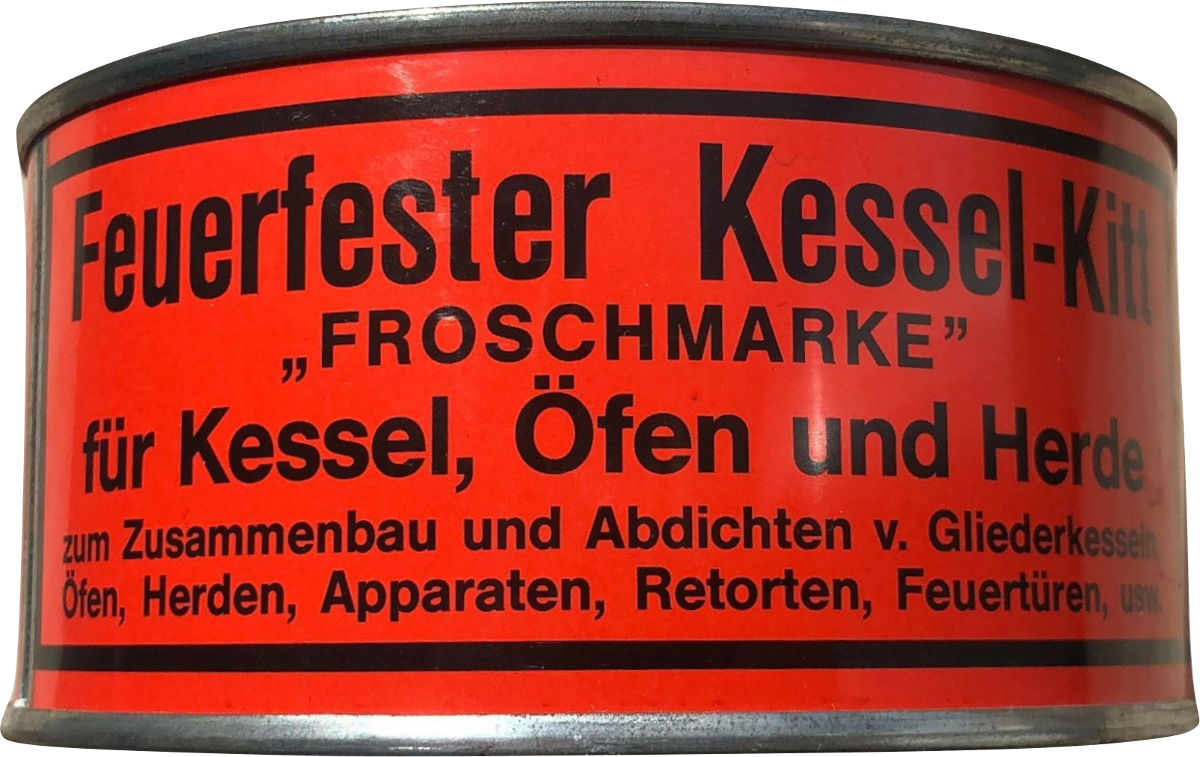 Feuerfester Kessel-Kitt
„FROSCHMARKE”
für Kessel, Öfen und Herde
zum Zusammenbau und Abdichten v. Gliederkesseln,
Öfen, Herden, Apparaten, Retorten, Feuertüren, usw.